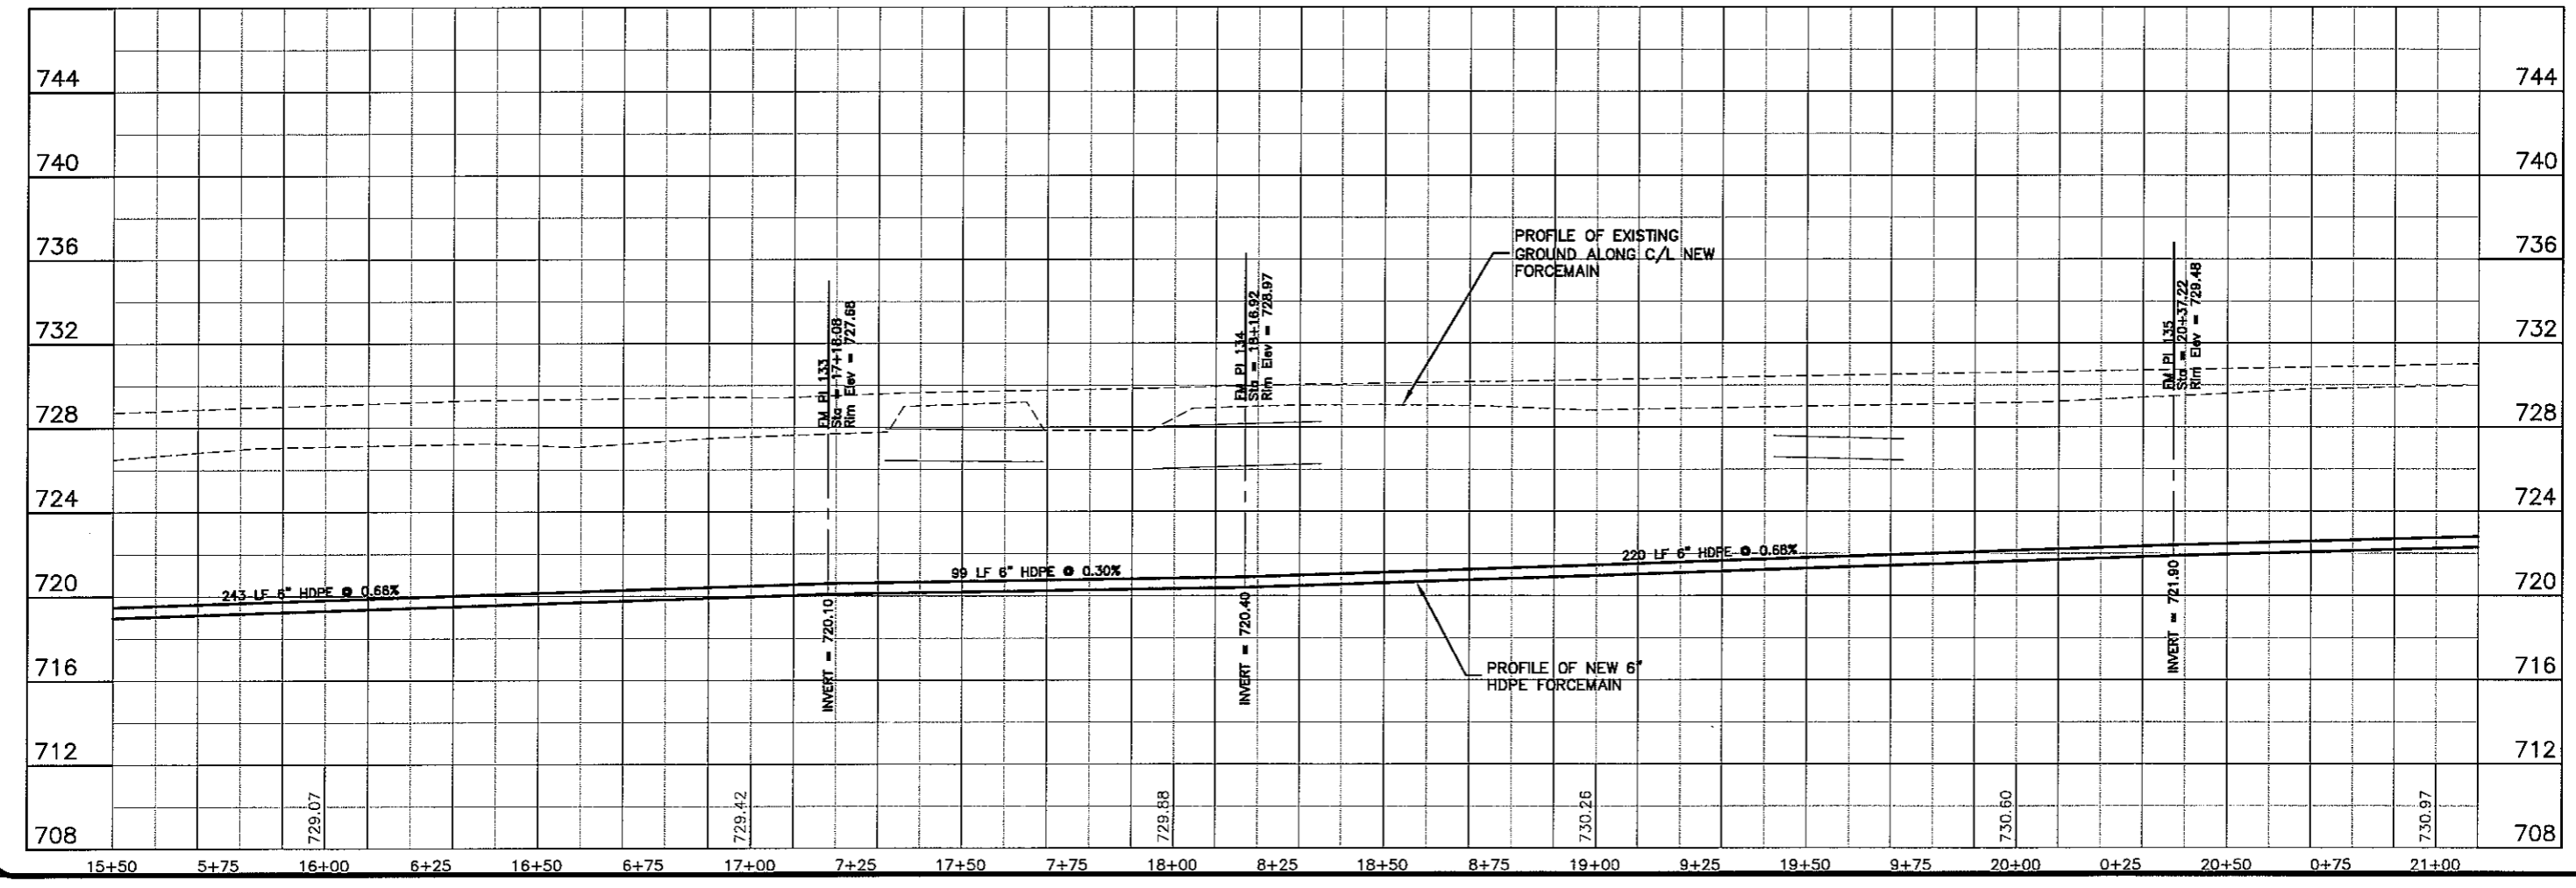 744
744
740
740
736
PROFILE OF EXISTING
GROUND ALONG C/L NEW
FORCEMAIN
736
732
FM PI 133
Sta = 17+18.08
Rim Elev = 727.68
FM PI 134
Sta = 18+16.92
Rim Elev = 728.97
FM PI 135
Sta = 20+37.22
Rim Elev = 729.48
732
728
728
724
724
720
243 LF 6" HDPE @ 0.68%
99 LF 6" HDPE @ 0.30%
220 LF 6" HDPE @ 0.68%
720
INVERT = 720.10
INVERT = 720.40
INVERT = 721.90
716
PROFILE OF NEW 6"
HDPE FORCEMAIN
716
712
712
708
729.07
729.42
729.88
730.26
730.60
730.97
708
15+50 5+75 16+00 6+25 16+50 6+75 17+00 7+25 17+50 7+75 18+00 8+25 18+50 8+75 19+00 9+25 19+50 9+75 20+00 0+25 20+50 0+75 21+00